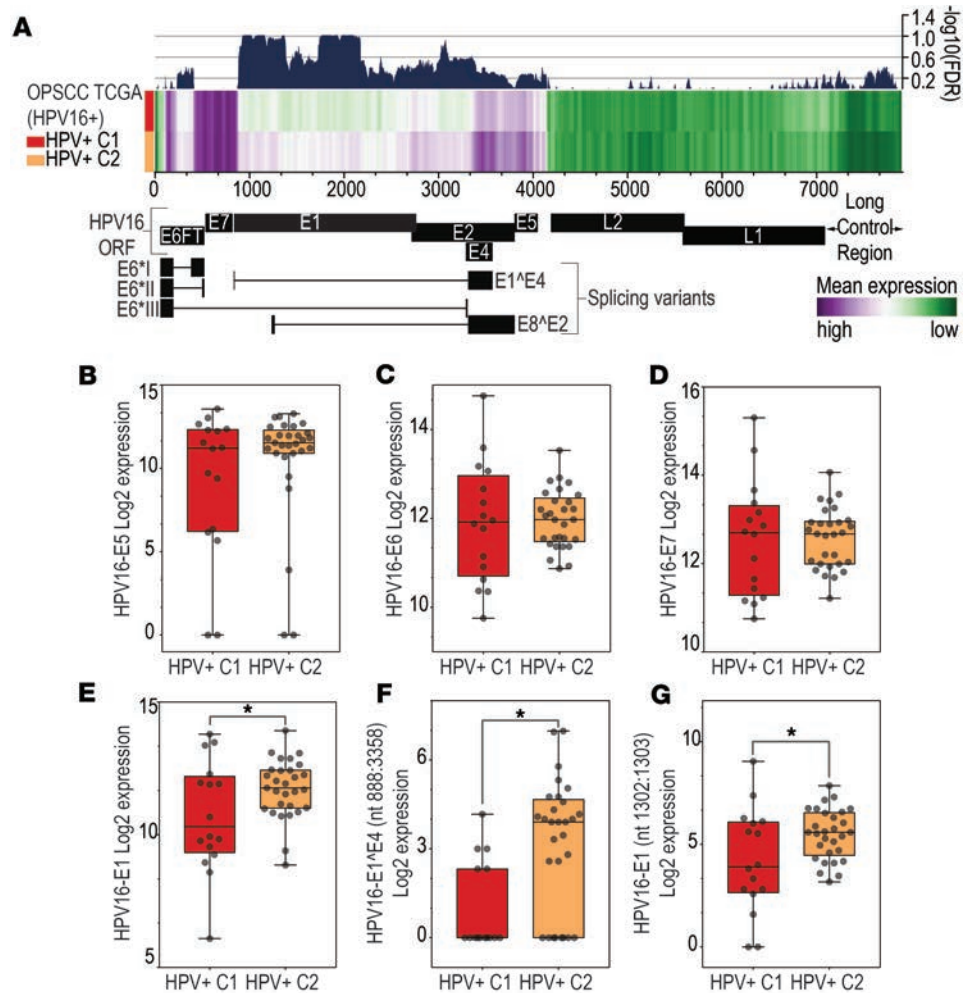 A
1.4
1.0
0.6
0.2
-log10(FDR)
OPSCC TCGA
(HPV16+)
HPV+ C1
HPV+ C2
0 1000 2000 3000 4000 5000 6000 7000
Long
Control
Region
HPV16
ORF
E6FT
E7
E1
E2
E4
E5
L2
L1
E6*I
E6*II
E6*III
E1^E4
E8^E2
Splicing variants
Mean expression
high low
B
HPV16-E5 Log2 expression
15
10
5
0
HPV+ C1 HPV+ C2
C
HPV16-E6 Log2 expression
14
12
10
HPV+ C1 HPV+ C2
D
HPV16-E7 Log2 expression
16
14
12
10
HPV+ C1 HPV+ C2
E
HPV16-E1 Log2 expression
15
10
5
*
HPV+ C1 HPV+ C2
F
HPV16-E1^E4 (nt 888:3358)
Log2 expression
6
3
0
*
HPV+ C1 HPV+ C2
G
HPV16-E1 (nt 1302:1303)
Log2 expression
10
5
0
*
HPV+ C1 HPV+ C2